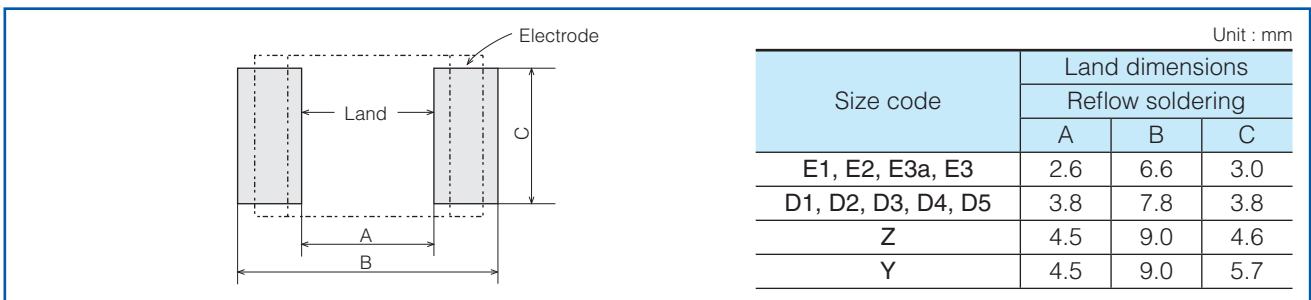 Electrode
Land
C
A
B
Unit : mm
Size code
Land dimensions
Reflow soldering
A B C
E1, E2, E3a, E3 2.6 6.6 3.0
D1, D2, D3, D4, D5 3.8 7.8 3.8
Z 4.5 9.0 4.6
Y 4.5 9.0 5.7